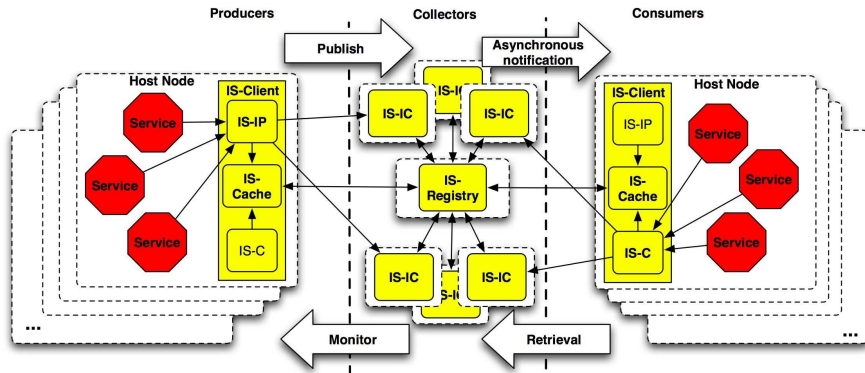 Producers
Collectors
Consumers
Publish
Asynchronous
notification
Host Node
IS-Client
IS-IP
Service
Service
Service
IS-
Cache
IS-C
IS-IC
IS-IC
IS-IC
IS-
Registry
IS-IC
IS-IC
IS-IC
Host Node
IS-Client
IS-IP
IS-
Cache
IS-C
Service
Service
Service
...
Monitor
Retrieval
...